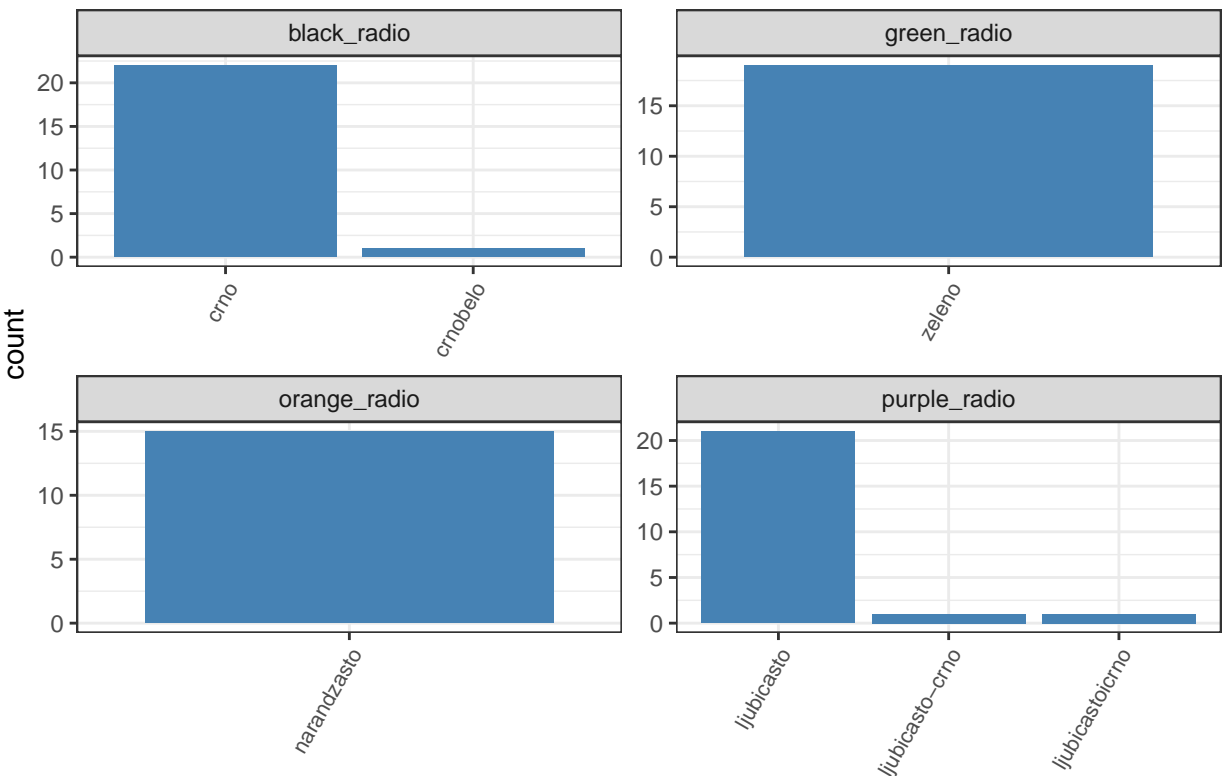 black_radio
20
15
10
5
0
crno
crnobelo
green_radio
15
10
5
0
zeleno
count
orange_radio
15
10
5
0
narandzasto
purple_radio
20
15
10
5
0
ljubicasto
ljubicasto−crno
ljubicastoicrno